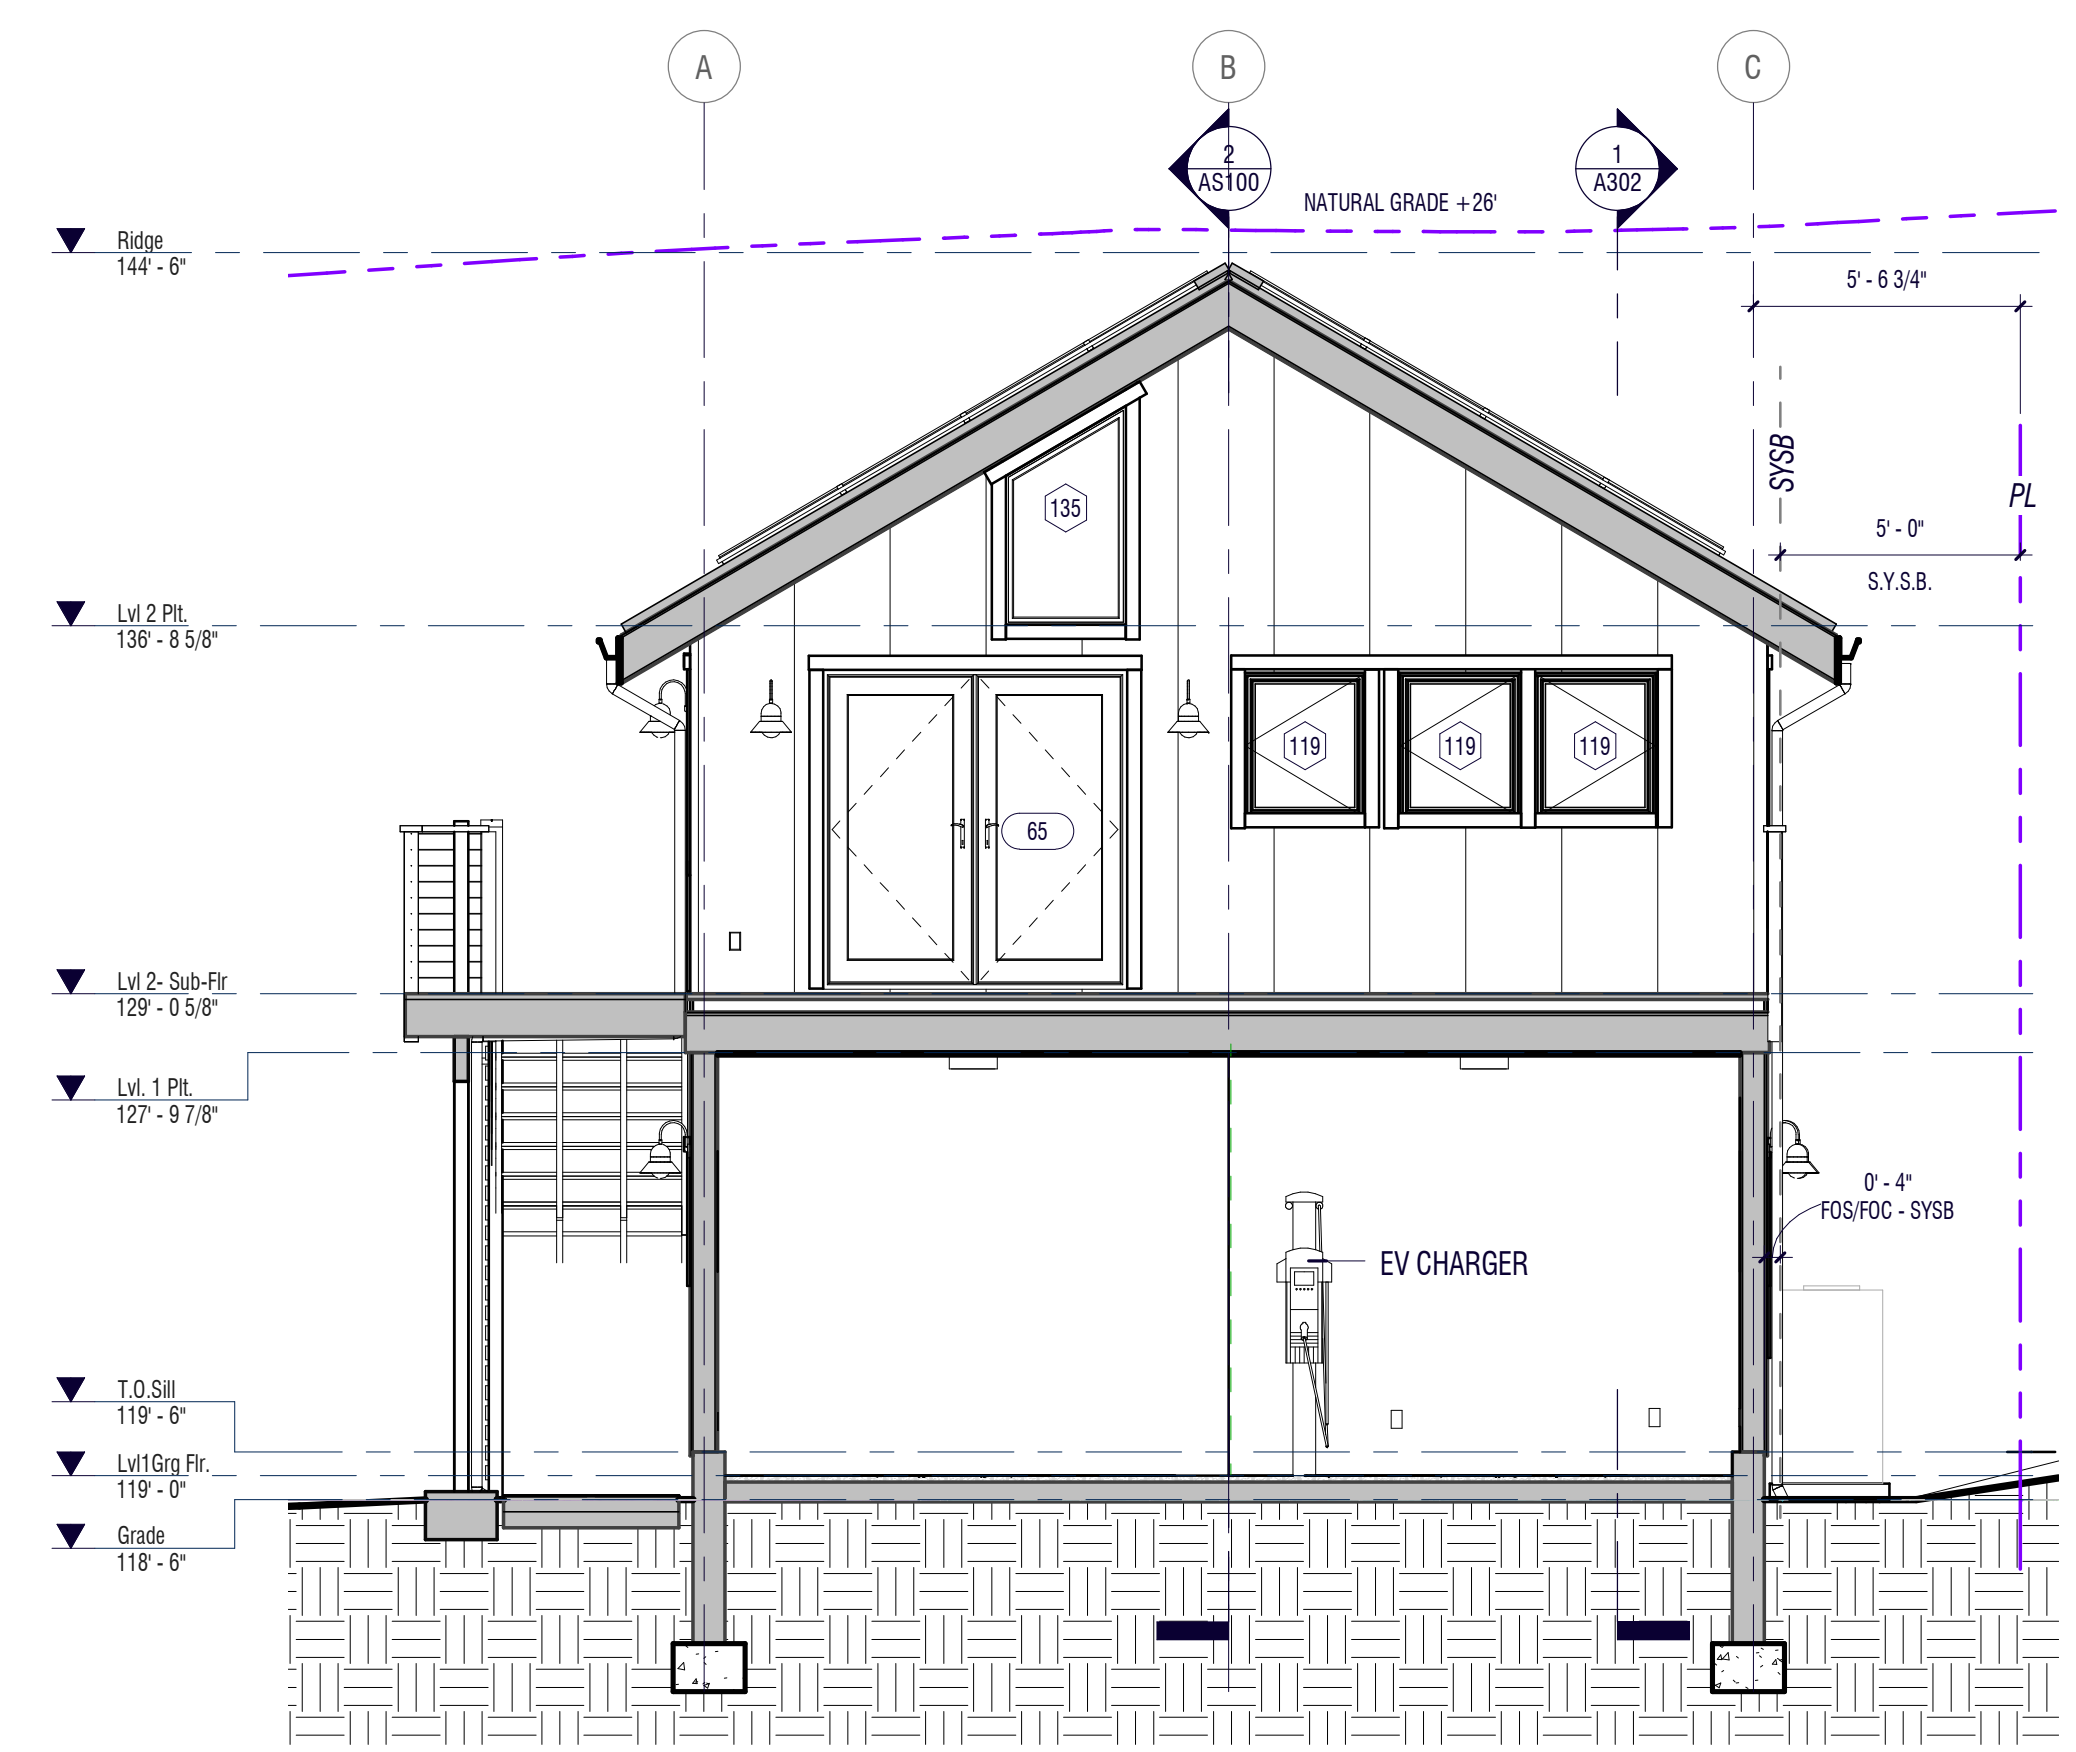 A
B
C
2
AS100
1
A302
NATURAL GRADE +26'
Ridge
144' - 6"
5' - 6 3/4"
SYSB
PL
135
5' - 0"
S.Y.S.B.
Lvl 2 Plt.
136' - 8 5/8"
119
119
119
65
Lvl 2- Sub-Flr
129' - 0 5/8"
Lvl. 1 Plt.
127' - 9 7/8"
0' - 4"
FOS/FOC - SYSB
EV CHARGER
T.O.Sill
119' - 6"
Lvl1Grg Flr.
119' - 0"
Grade
118' - 6"